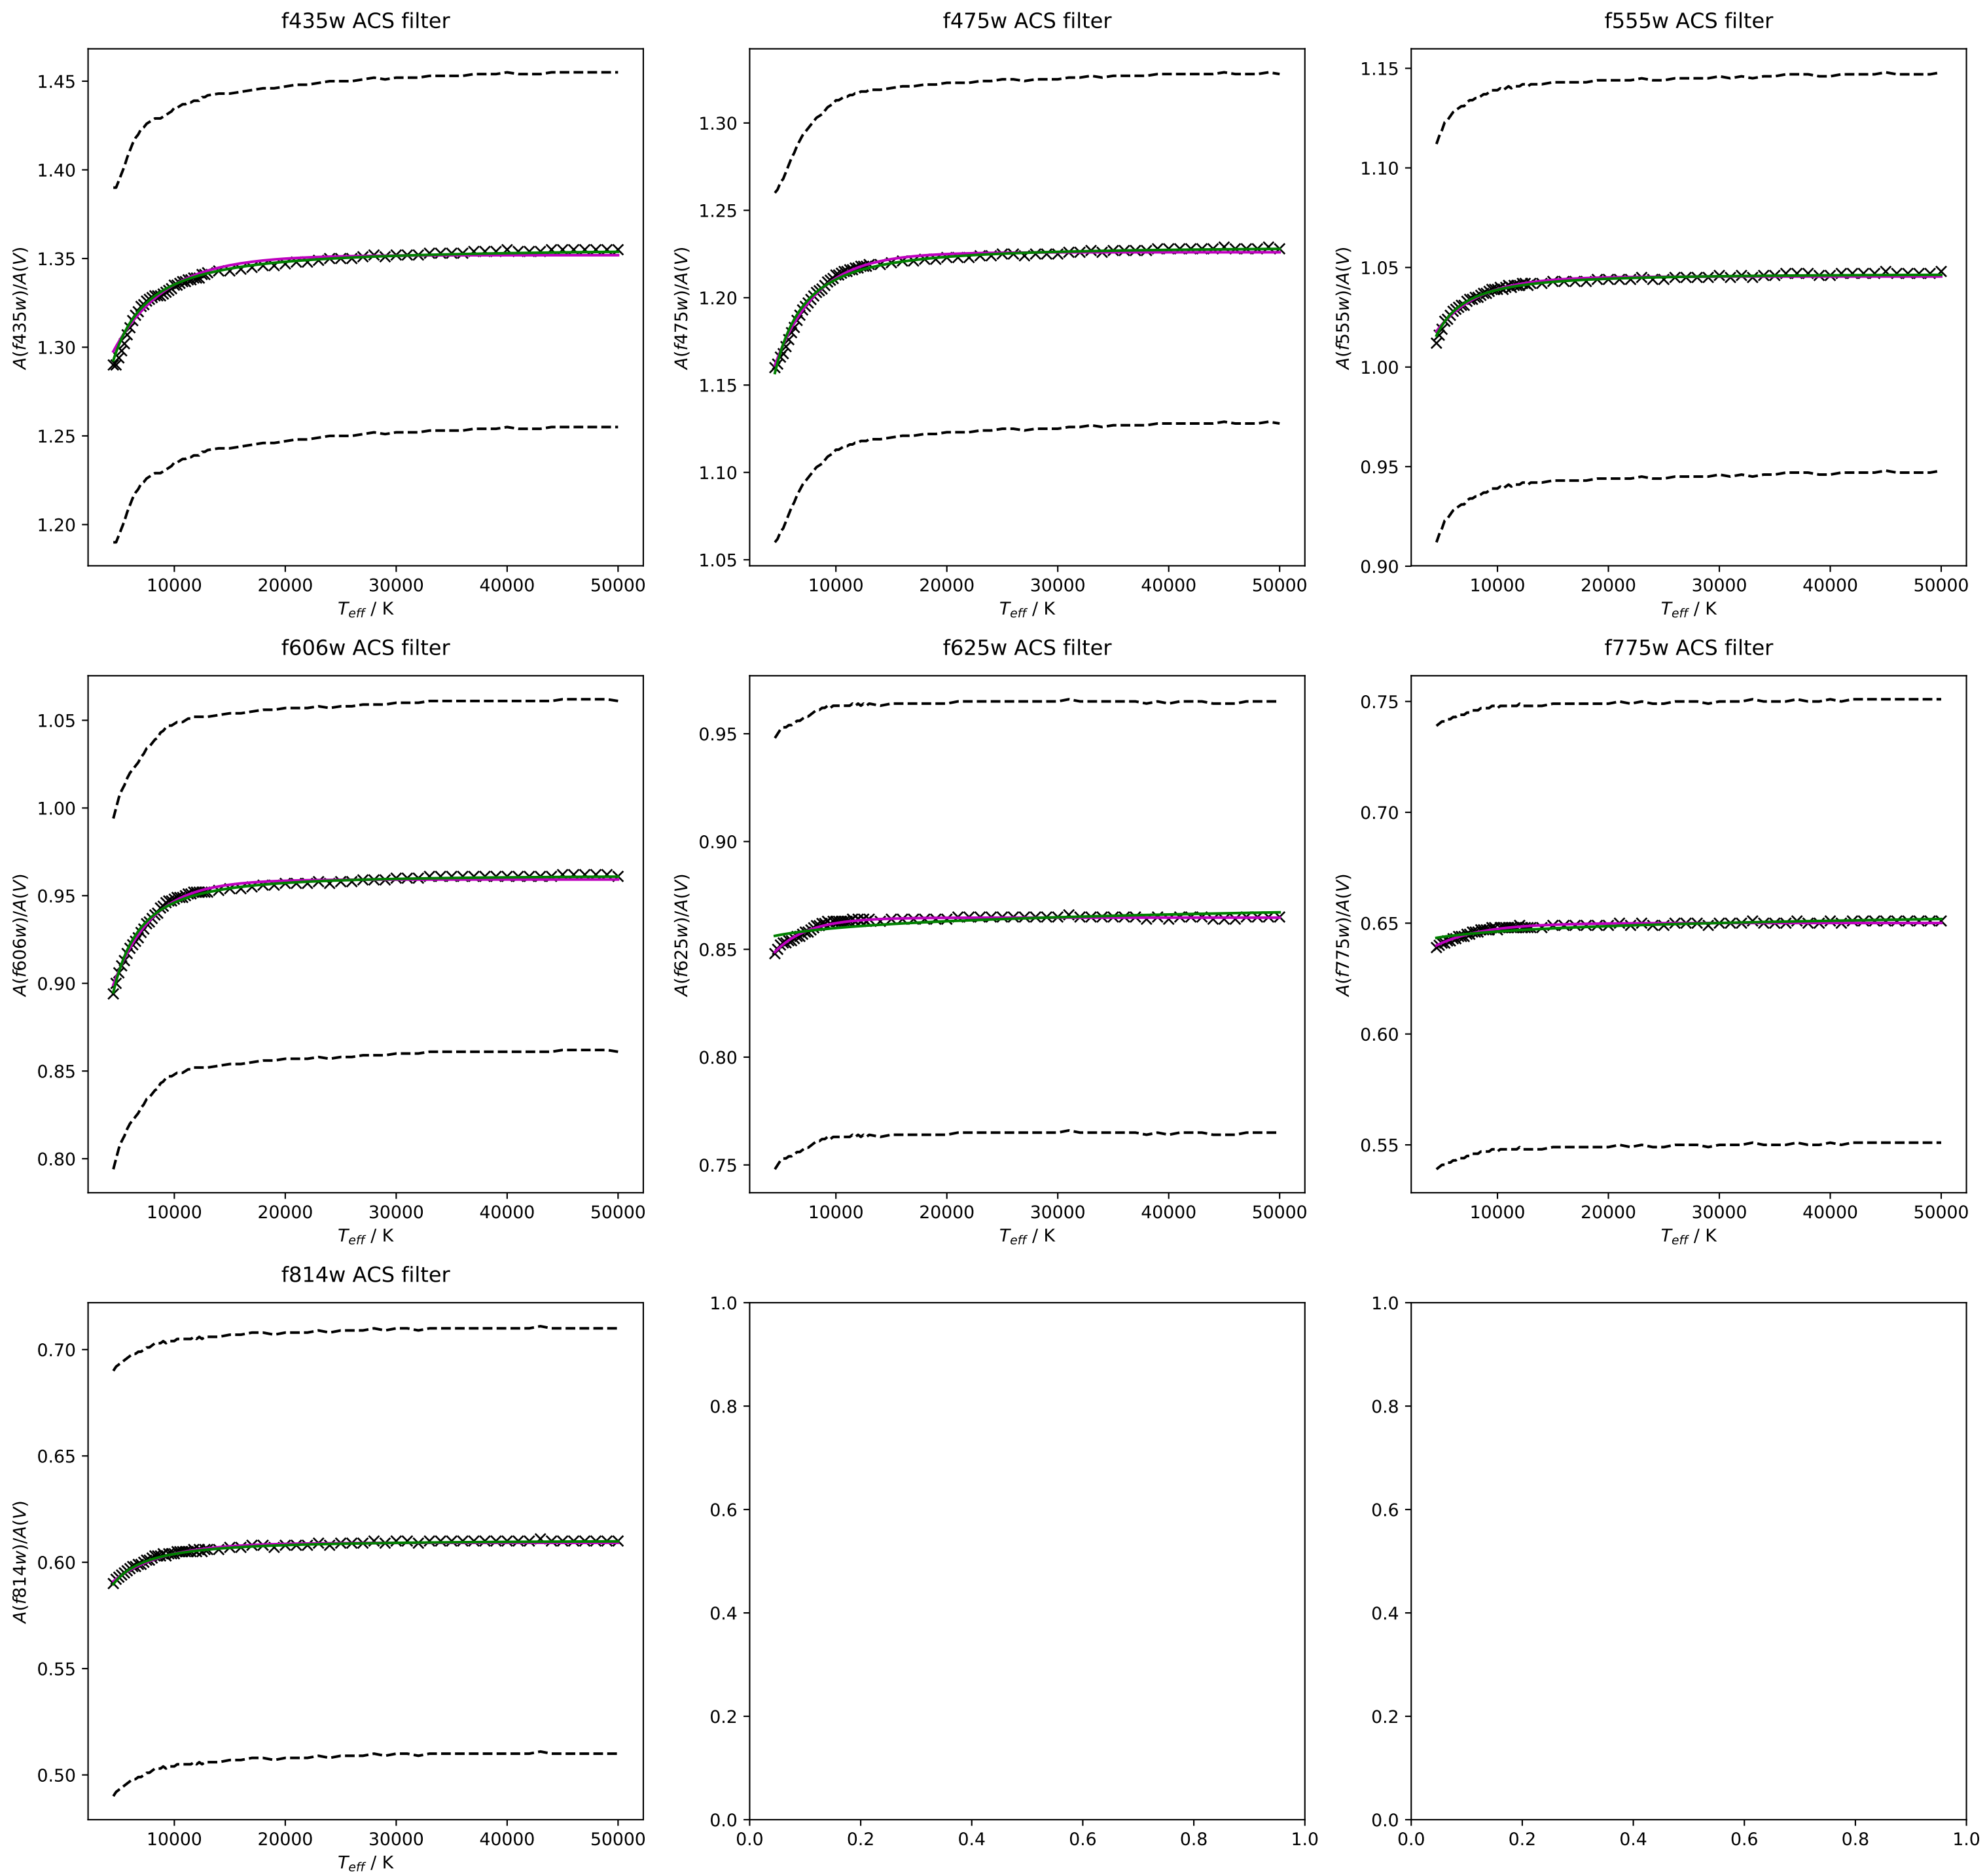 f435w ACS filter
f475w ACS filter
f555w ACS filter
1.45
1.40
1.35
1.30
1.25
1.20
A(f435w)/A(V)
10000 20000 30000 40000 50000
T_eff / K
1.30
1.25
1.20
1.15
1.10
1.05
A(f475w)/A(V)
10000 20000 30000 40000 50000
T_eff / K
1.15
1.10
1.05
1.00
0.95
0.90
A(f555w)/A(V)
10000 20000 30000 40000 50000
T_eff / K
f606w ACS filter
f625w ACS filter
f775w ACS filter
1.05
1.00
0.95
0.90
0.85
0.80
A(f606w)/A(V)
10000 20000 30000 40000 50000
T_eff / K
0.95
0.90
0.85
0.80
0.75
A(f625w)/A(V)
10000 20000 30000 40000 50000
T_eff / K
0.75
0.70
0.65
0.60
0.55
A(f775w)/A(V)
10000 20000 30000 40000 50000
T_eff / K
f814w ACS filter
0.70
0.65
0.60
0.55
0.50
A(f814w)/A(V)
10000 20000 30000 40000 50000
T_eff / K
1.0
0.8
0.6
0.4
0.2
0.0
0.0 0.2 0.4 0.6 0.8 1.0
1.0
0.8
0.6
0.4
0.2
0.0
0.0 0.2 0.4 0.6 0.8 1.0